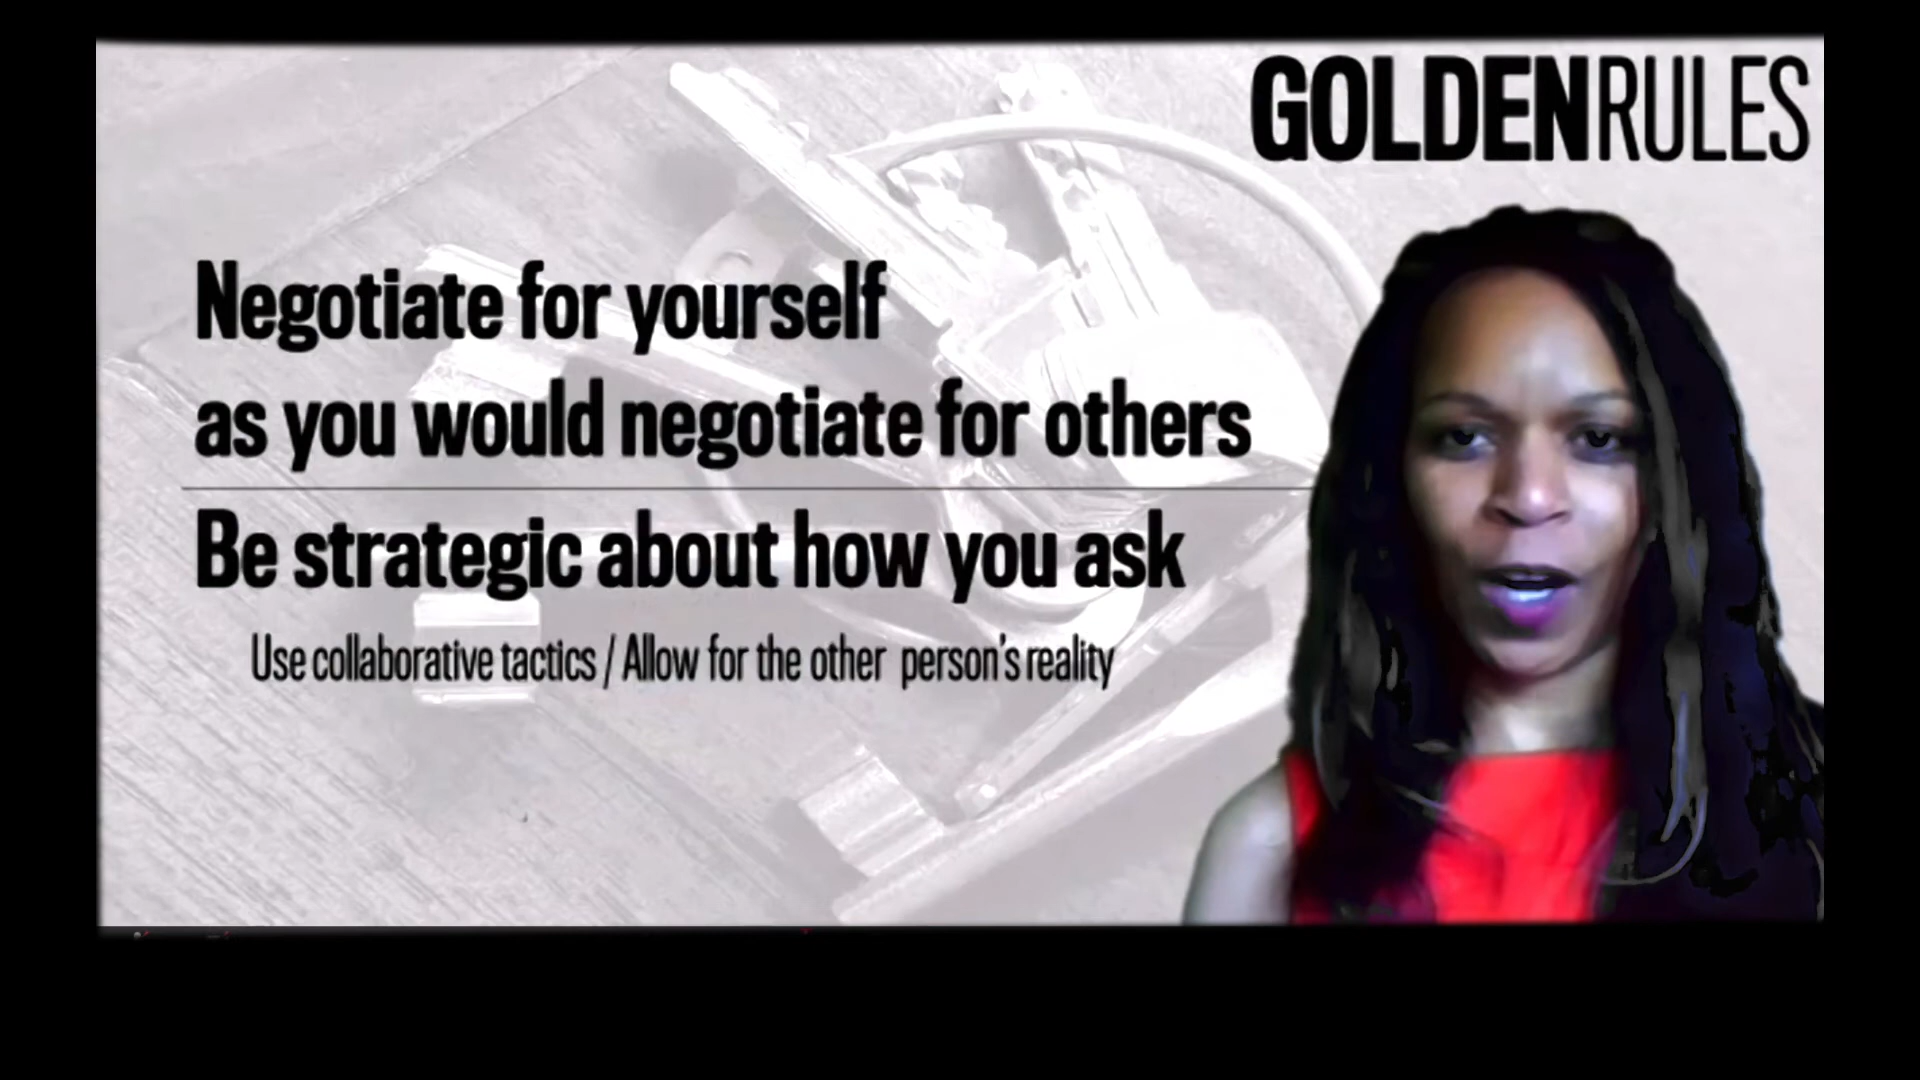 GOLDENRULES
Negotiate for yourself
as you would negotiate for others
Be strategic about how you ask
Use collaborative tactics / Allow for the other person's reality